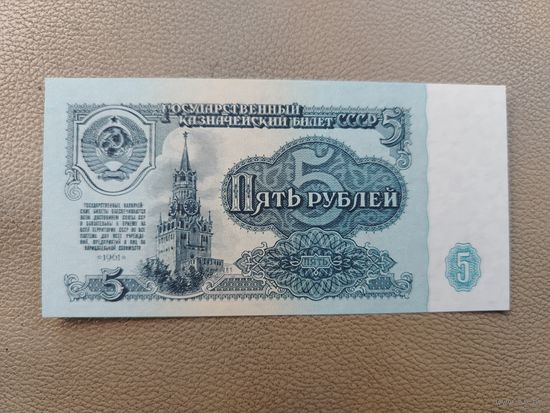 ГОСУДАРСТВЕННЫЙ
КАЗНАЧЕЙСКИЙ БИЛЕТ СССР
5
5
ПЯТЬ РУБЛЕЙ
ГОСУДАРСТВЕННЫЕ КАЗНАЧЕЙ-
СКИЕ БИЛЕТЫ ОБЕСПЕЧИВАЮТСЯ
ВСЕМ ДОСТОЯНИЕМ СОЮЗА ССР
И ОБЯЗАТЕЛЬНЫ К ПРИЕМУ НА
ВСЕЙ ТЕРРИТОРИИ СССР ВО ВСЕ
ПЛАТЕЖИ ДЛЯ ВСЕХ УЧРЕЖДЕ-
НИЙ, ПРЕДПРИЯТИЙ И ЛИЦ ПО
НАРИЦАТЕЛЬНОЙ СТОИМОСТИ
1961
5
ПЯТЬ
5